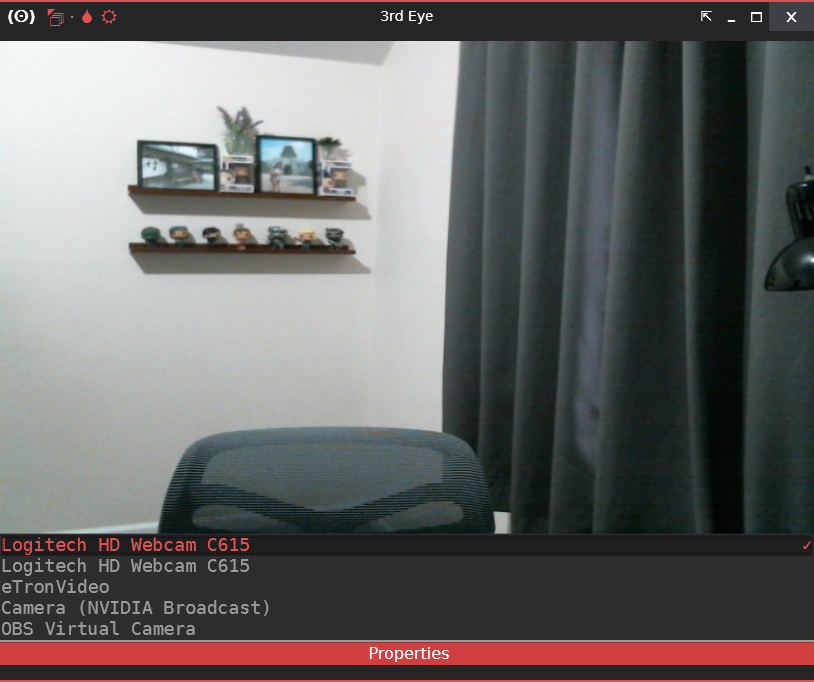 3rd Eye
Logitech HD Webcam C615
Logitech HD Webcam C615
eTronVideo
Camera (NVIDIA Broadcast)
OBS Virtual Camera
Properties